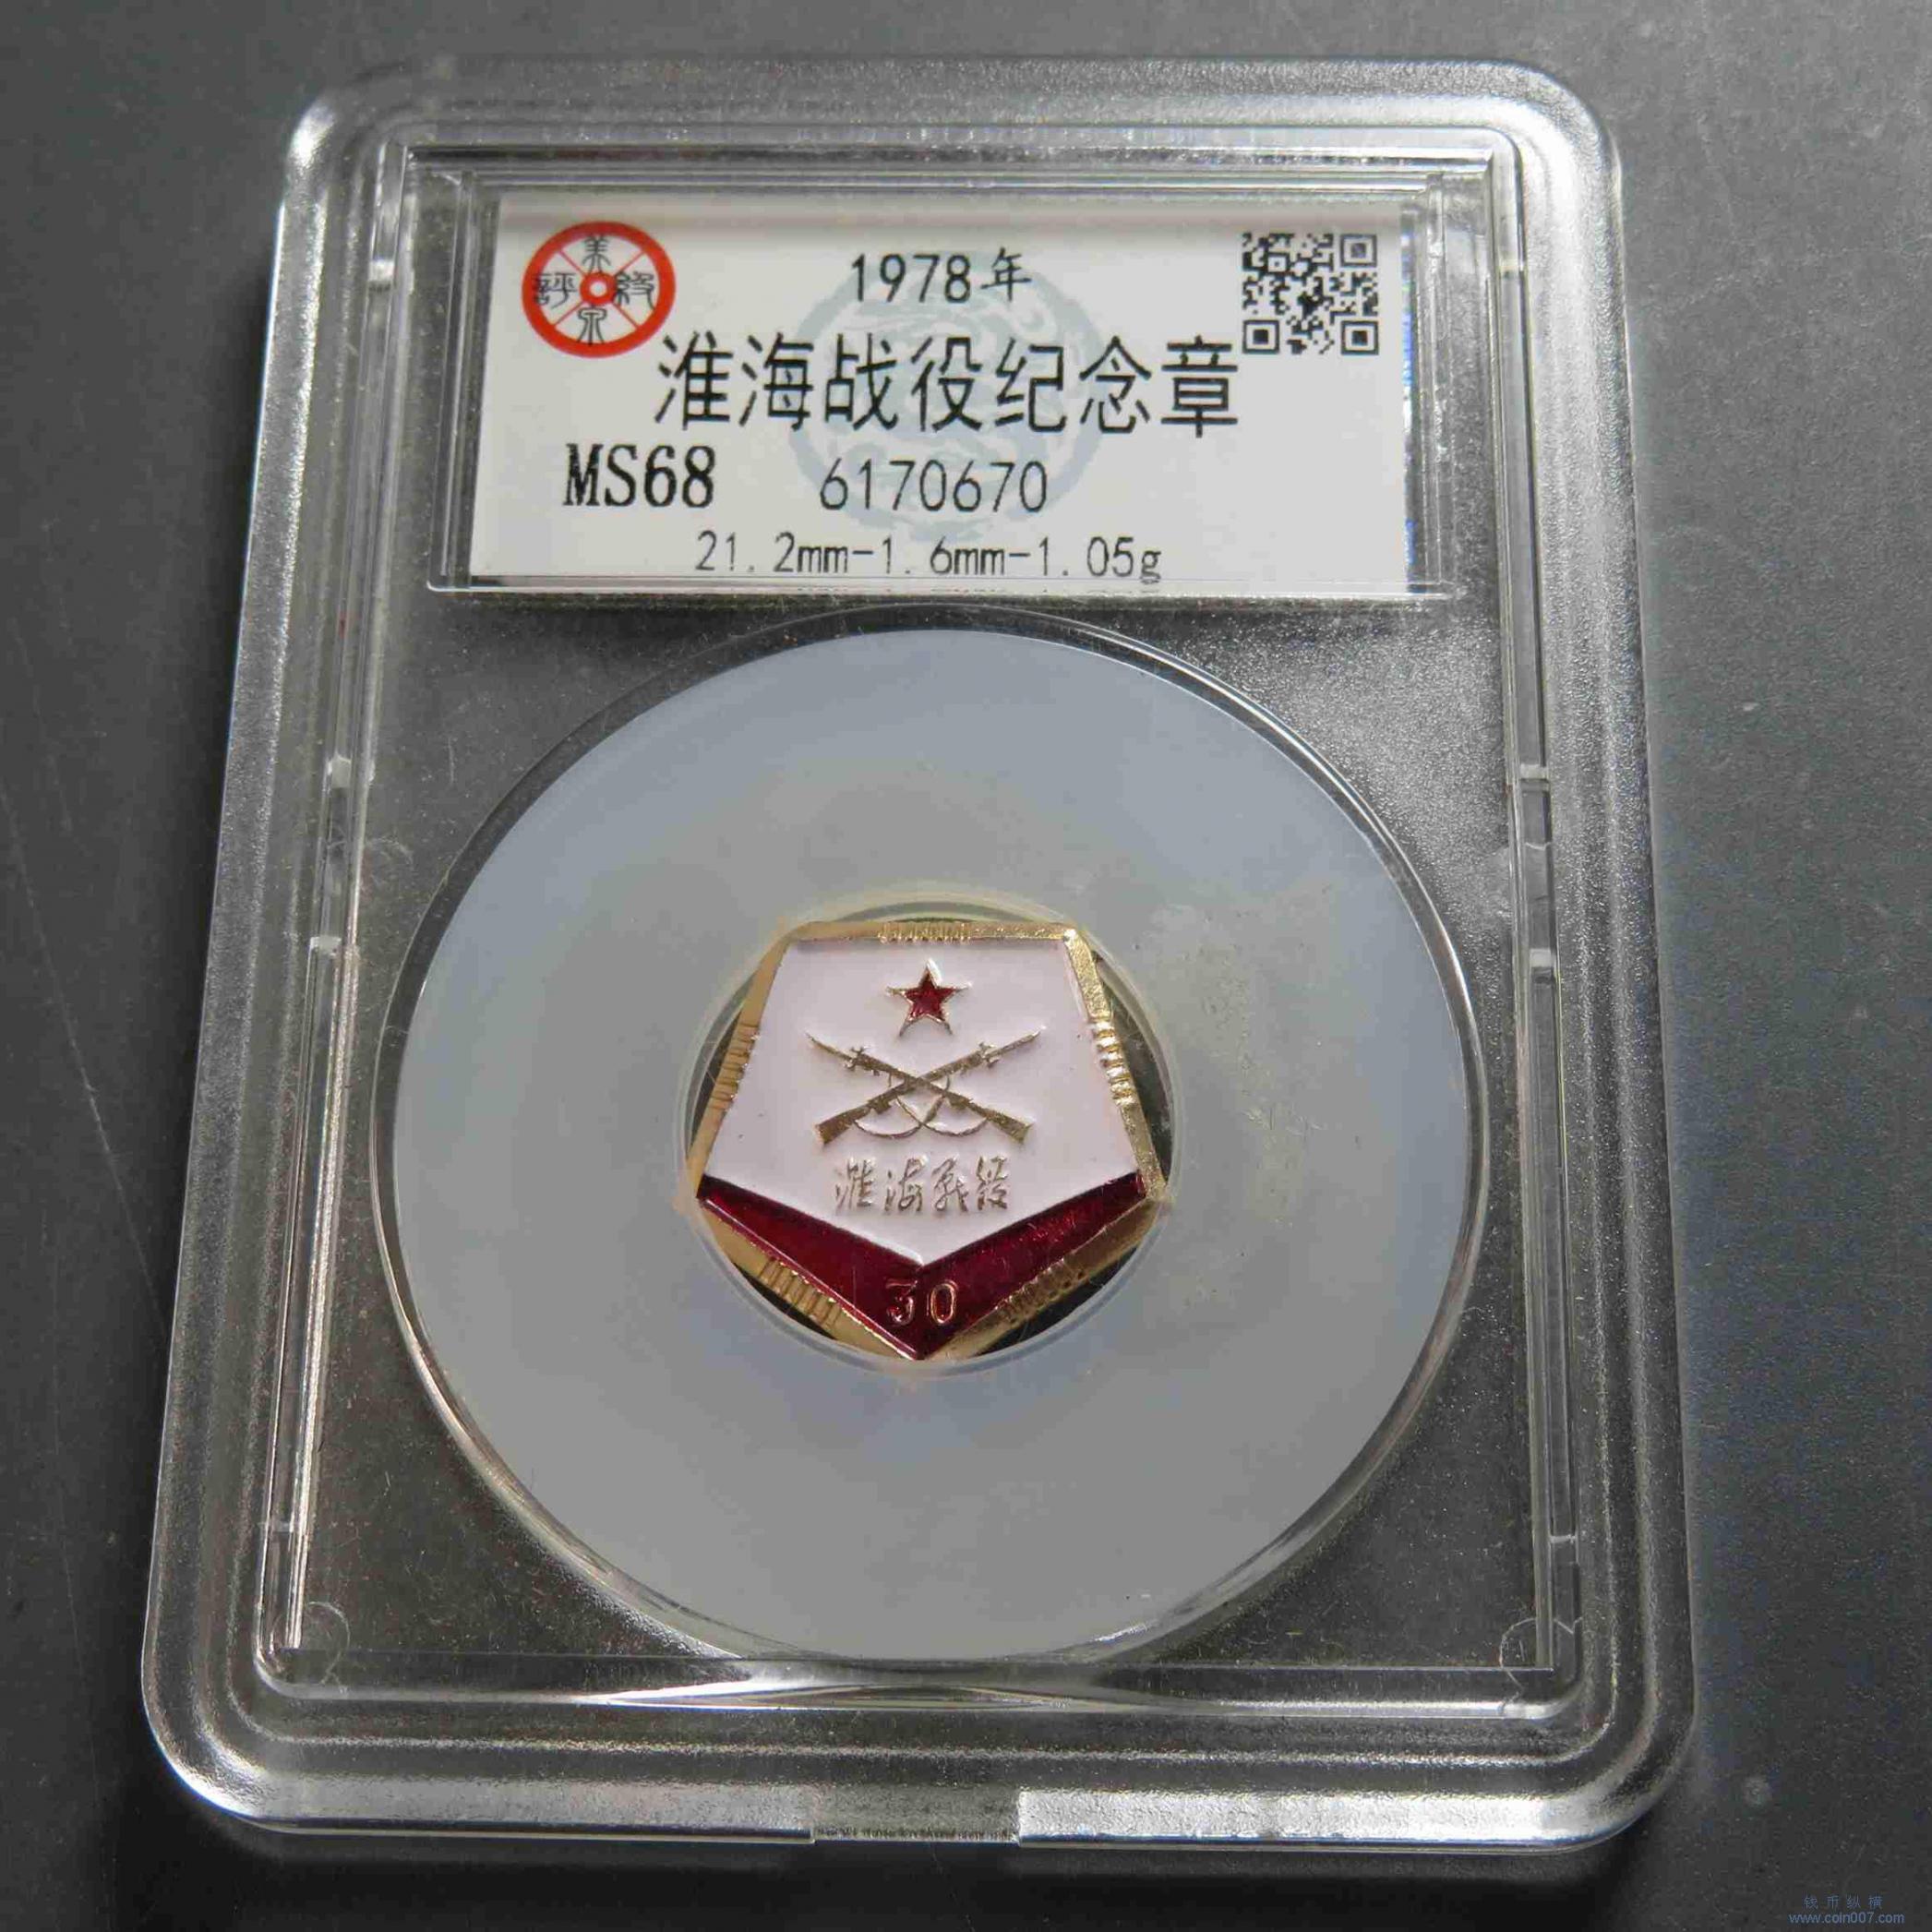 1978年
淮海战役纪念章
MS68 6170670
21.2mm-1.6mm-1.05g
淮海戰役
30
钱币纵横
www.coin007.com